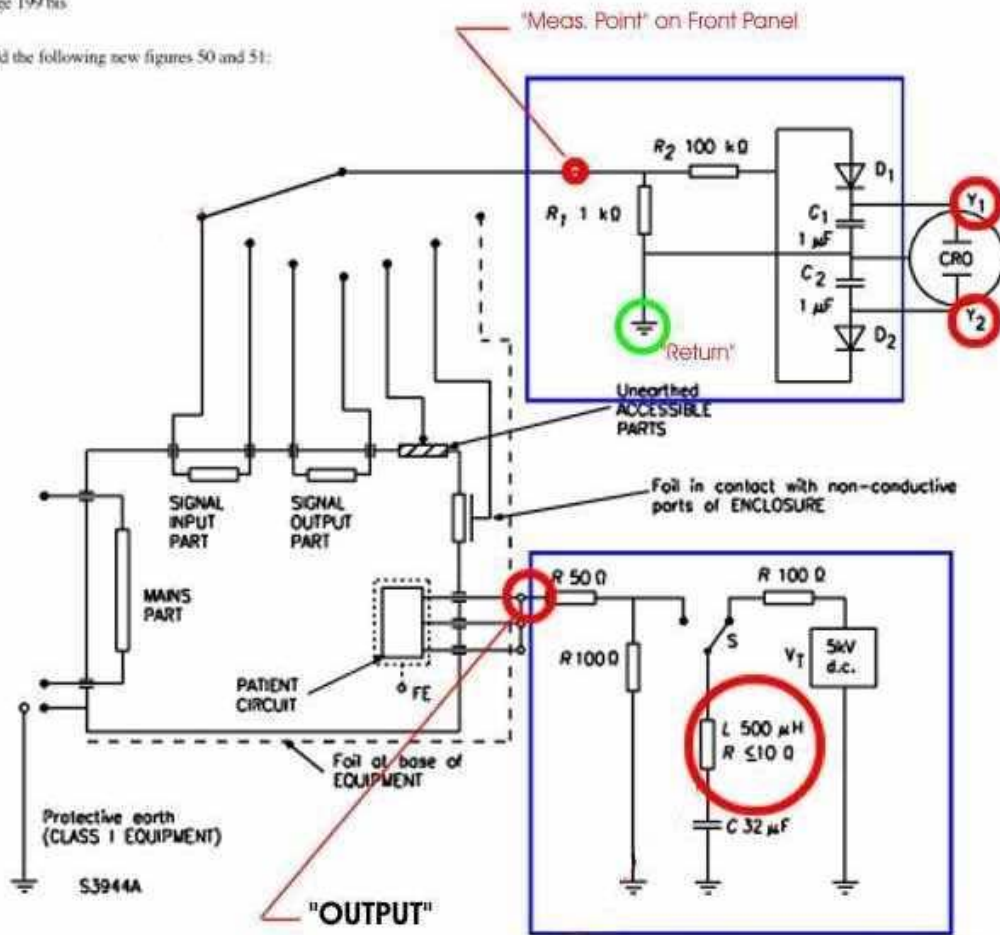 199 bis
d the following new figures 50 and 51:
"Meas. Point" on Front Panel
R2 100 kΩ
D1
R1 1 kΩ
C1
1 μF
Y1
CRO
C2
1 μF
Y2
D2
"Return"
Unearthed
ACCESSIBLE
PARTS
SIGNAL
INPUT
PART
SIGNAL
OUTPUT
PART
Foil in contact with non-conductive
parts of ENCLOSURE
MAINS
PART
R 50 Ω
R 100 Ω
R 100 Ω
S
VT
5kV
d.c.
PATIENT
CIRCUIT
FE
L 500 μH
R ≤10 Ω
Foil at base of
EQUIPMENT
C 32 μF
Protective earth
(CLASS I EQUIPMENT)
S3944A
"OUTPUT"